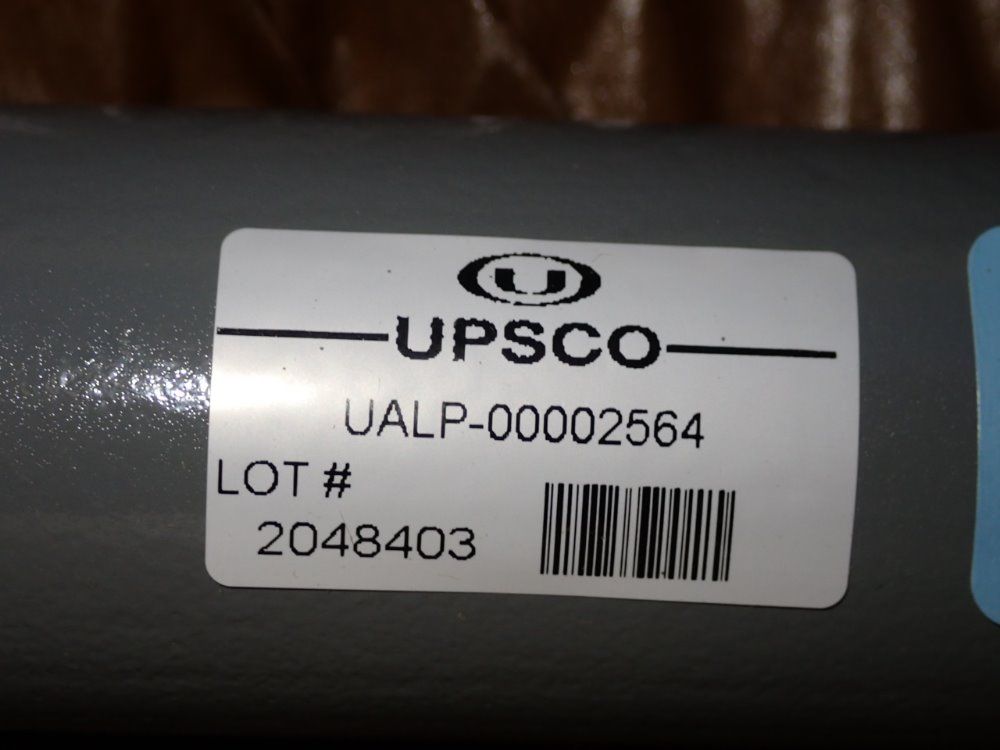 U
UPSCO
UALP-00002564
LOT #
2048403